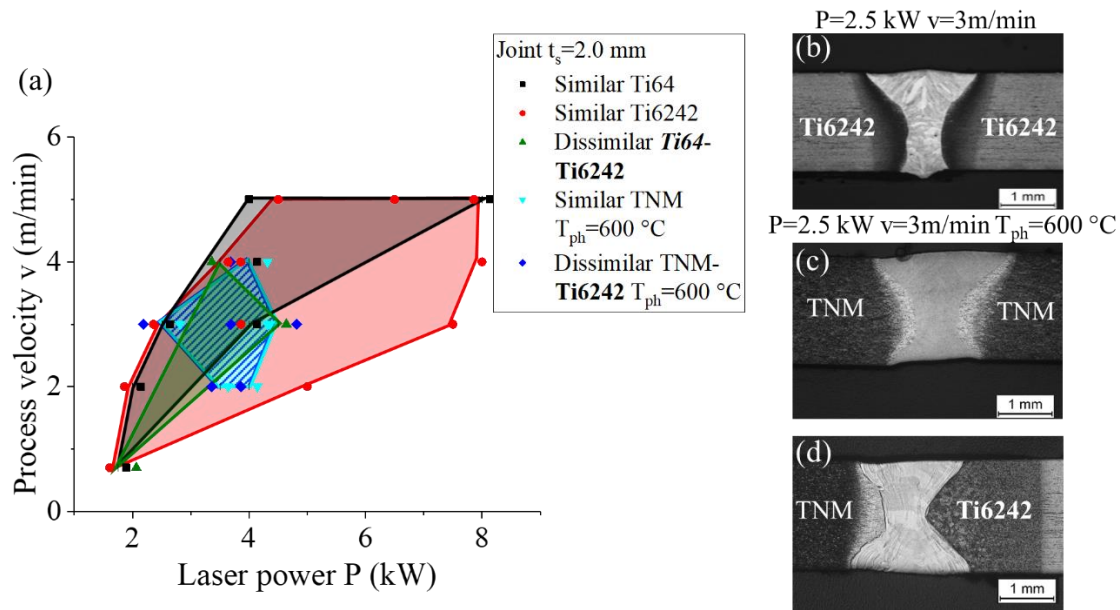 (a)
Process velocity v (m/min)
6
4
2
0
2
4
6
8
Laser power P (kW)
Joint tₛ=2.0 mm
Similar Ti64
Similar Ti6242
Dissimilar Ti64-
Ti6242
Similar TNM
Tₚₕ=600 °C
Dissimilar TNM-
Ti6242 Tₚₕ=600 °C
P=2.5 kW v=3m/min
(b)
Ti6242
Ti6242
1 mm
P=2.5 kW v=3m/min Tₚₕ=600 °C
(c)
TNM
TNM
1 mm
(d)
TNM
Ti6242
1 mm